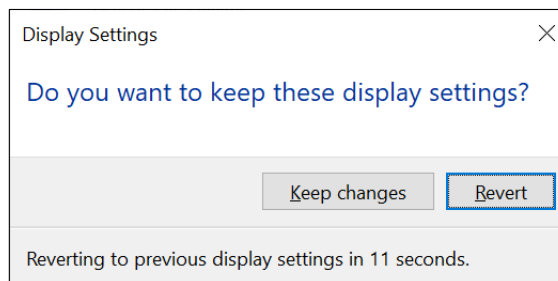 Display Settings
Do you want to keep these display settings?
Keep changes
Revert
Reverting to previous display settings in 11 seconds.